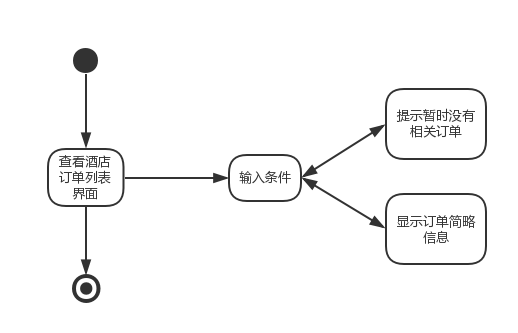 查看酒店
订单列表
界面
输入条件
提示暂时没有
相关订单
显示订单简略
信息